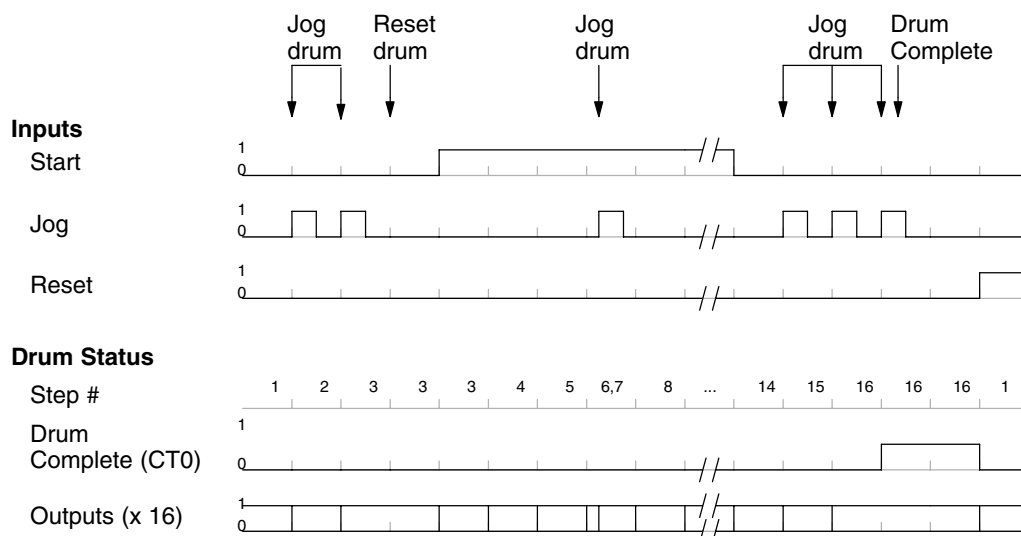 Jog drum
Reset drum
Jog drum
Jog drum
Drum Complete
Inputs
Start
1
0
Jog
1
0
Reset
1
0
Drum Status
Step #
1 2 3 3 3 4 5 6,7 8 ... 14 15 16 16 16 1
Drum Complete (CT0)
1
0
Outputs (x 16)
1
0